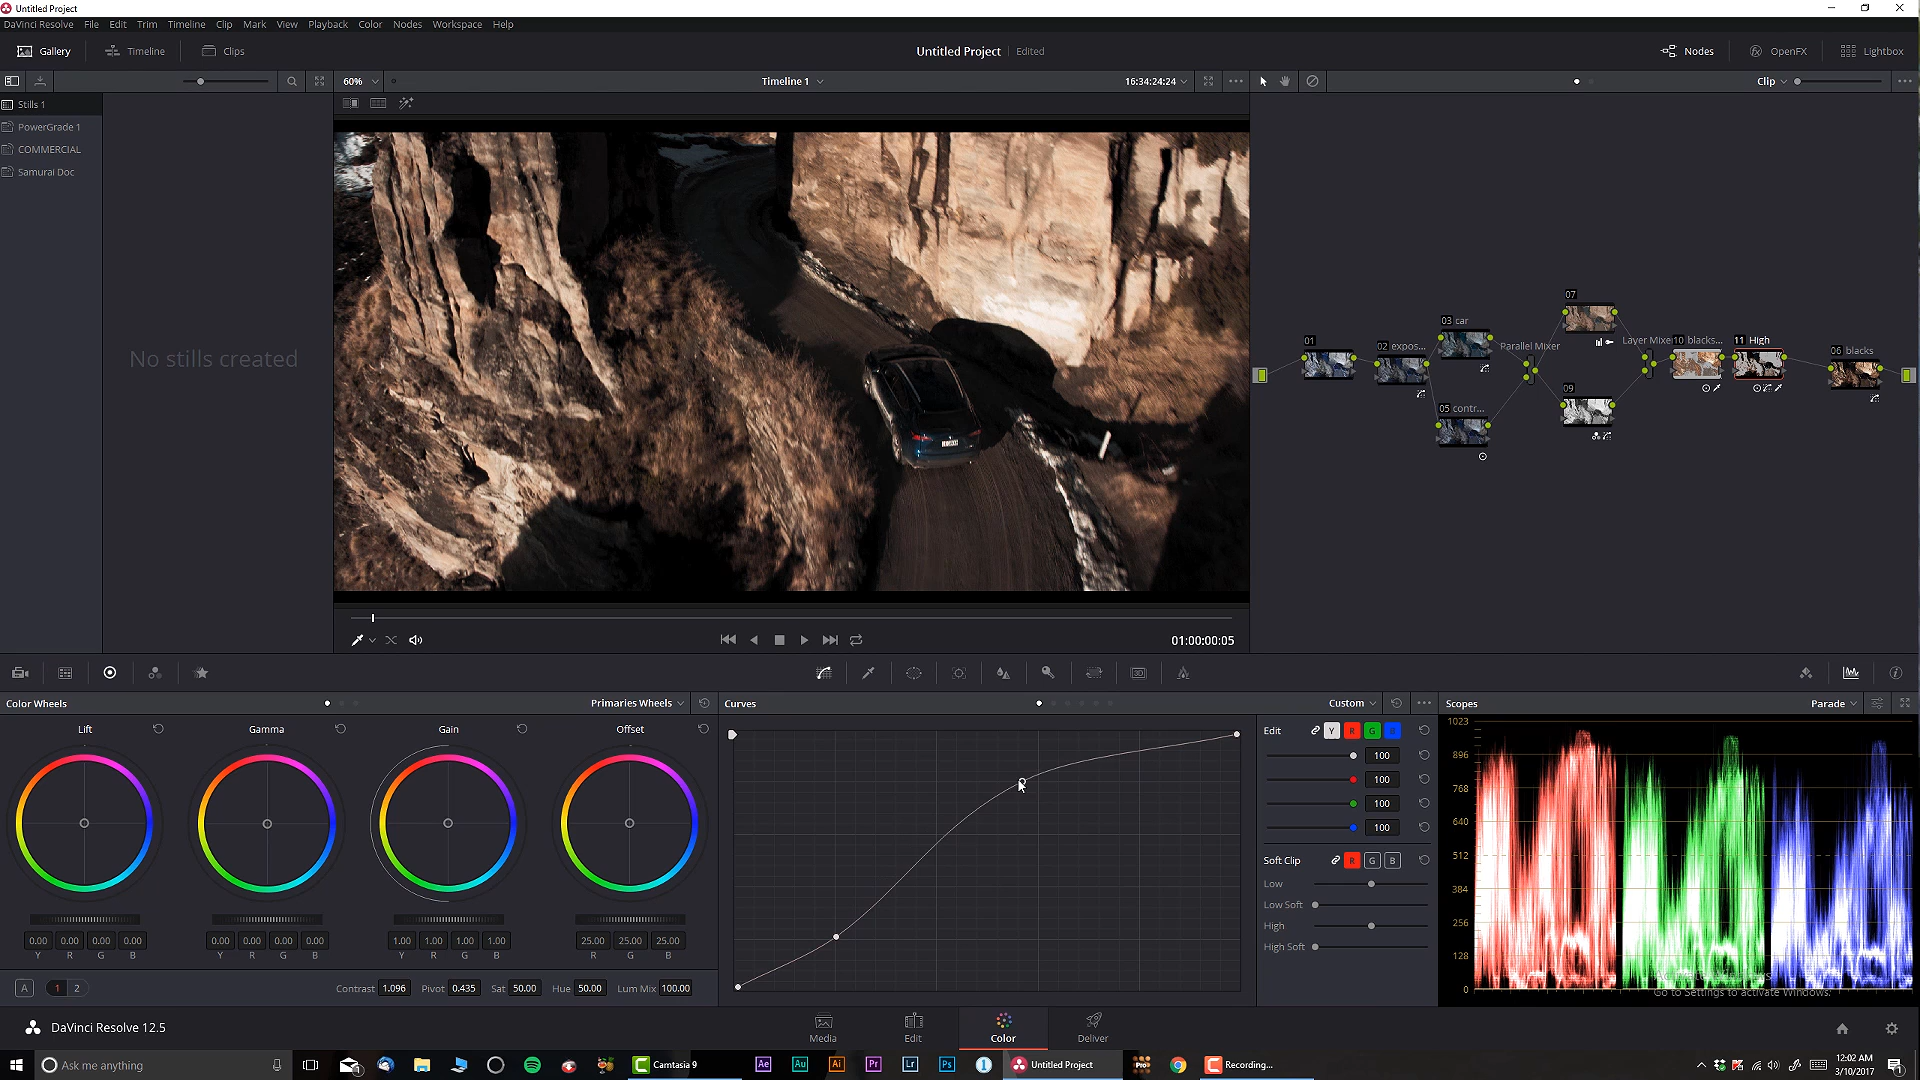 Untitled Project
DaVinci Resolve File Edit Trim Timeline Clip Mark View Playback Color Nodes Workspace Help
Gallery Timeline Clips Untitled Project Edited Nodes OpenFX Lightbox
60% Timeline 1 16:34:24:24 Clip
Stills 1
PowerGrade 1
COMMERCIAL
Samurai Doc
No stills created
01
02 expos...
03 car
05 contr...
Parallel Mixer
07
09
Layer Mixe
10 blacks...
11 High
06 blacks
01:00:00:05
Color Wheels Primaries Wheels Curves Custom Scopes Parade
Lift Gamma Gain Offset
0.00 0.00 0.00 0.00 0.00 0.00 0.00 0.00 1.00 1.00 1.00 1.00 25.00 25.00 25.00
Y R G B Y R G B Y R G B R G B
A 1 2 Contrast 1.096 Pivot 0.435 Sat 50.00 Hue 50.00 Lum Mix 100.00
Edit Y R G B
100
100
100
100
Soft Clip R G B
Low
Low Soft
High
High Soft
1023
896
768
640
512
384
256
128
0
Go to Settings to activate Windows.
DaVinci Resolve 12.5
Media Edit Color Deliver
Ask me anything
Camtasia 9
Ae Au Ai Pr Lr Ps
Untitled Project
Recording...
12:02 AM
3/10/2017